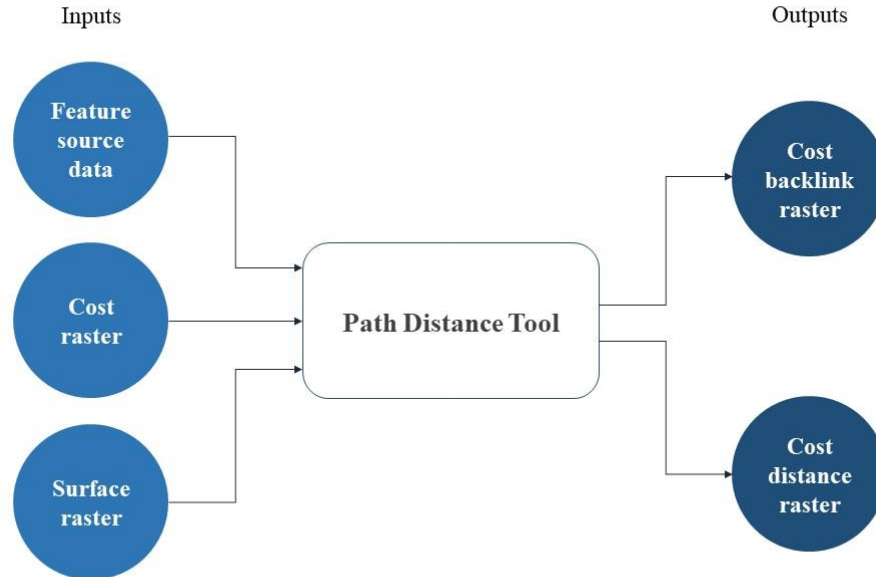 Inputs
Outputs
Feature
source
data
Cost
raster
Surface
raster
Path Distance Tool
Cost
backlink
raster
Cost
distance
raster